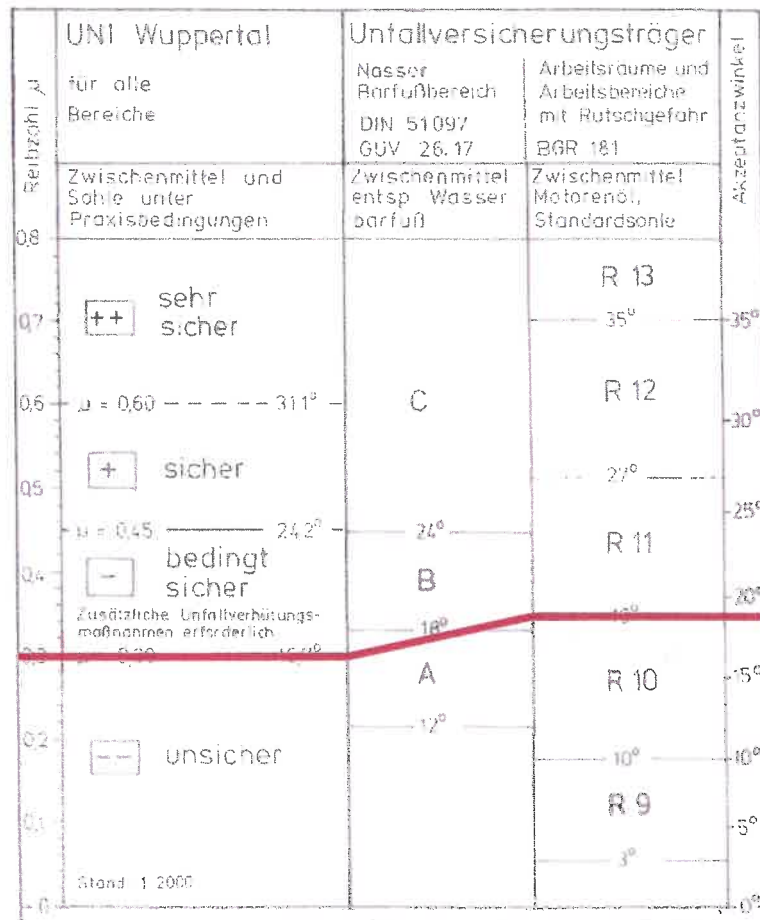 Reibzahl µ
UNI Wuppertal
für alle
Bereiche
Zwischenmittel und
Sohle unter
Praxisbedingungen
Unfallversicherungsträger
Nasser
Barfußbereich
DIN 51097
GUV 26.17
Zwischenmittel
entsp. Wasser
barfuß
Arbeitsräume und
Arbeitsbereiche
mit Rutschgefahr
BGR 181
Zwischenmittel
Motorenöl,
Standardsohle
Akzeptanzwinkel
0,8
0,7
0,6
0,5
0,4
0,2
0,1
0
++ sehr
sicher
µ = 0,60 31,1°
+ sicher
µ = 0,45 24,2°
- bedingt
sicher
Zusätzliche Unfallverhütungs-
maßnahmen erforderlich
-- unsicher
Stand 1.2000
C
24°
B
18°
A
12°
R 13
35°
R 12
27°
R 11
19°
R 10
10°
R 9
3°
35°
30°
25°
20°
15°
10°
5°
0°